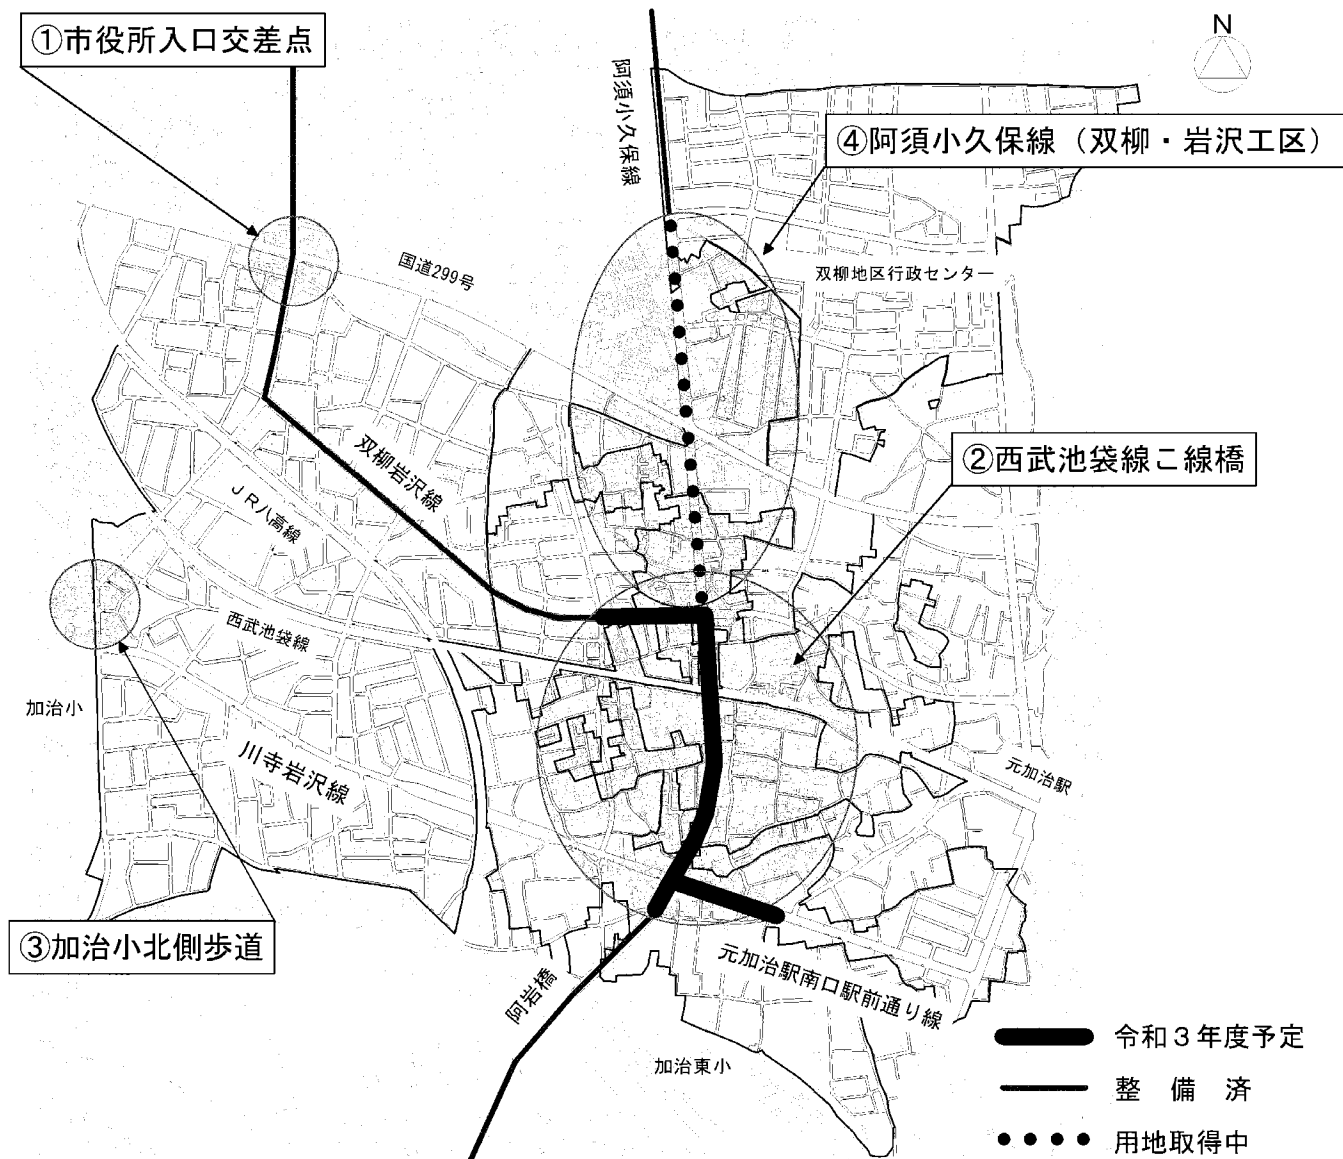 ①市役所入口交差点
N
阿須小久保線
④阿須小久保線（双柳・岩沢工区）
国道299号
双柳地区行政センター
双柳岩沢線
②西武池袋線こ線橋
ＪＲ八高線
西武池袋線
加治小
川寺岩沢線
元加治駅
③加治小北側歩道
元加治駅南口駅前通り線
阿岩橋
加治東小
令和３年度予定
整備済
用地取得中